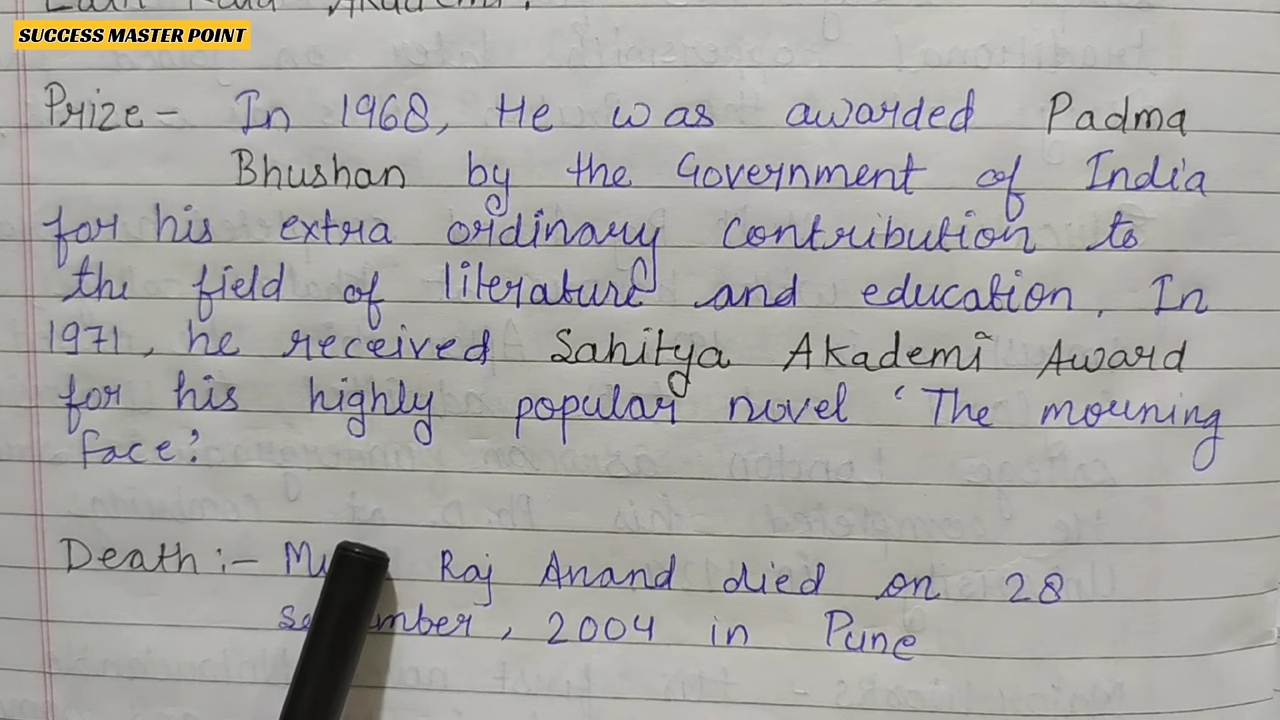 SUCCESS MASTER POINT
Prize - In 1968, He was awarded Padma
Bhushan by the Government of India
for his extra ordinary contribution to
the field of literature and education. In
1971, he received Sahitya Akademi Award
for his highly popular novel 'The mourning
face'.
Death :- Raj Anand died on 28
, 2004 in Pune